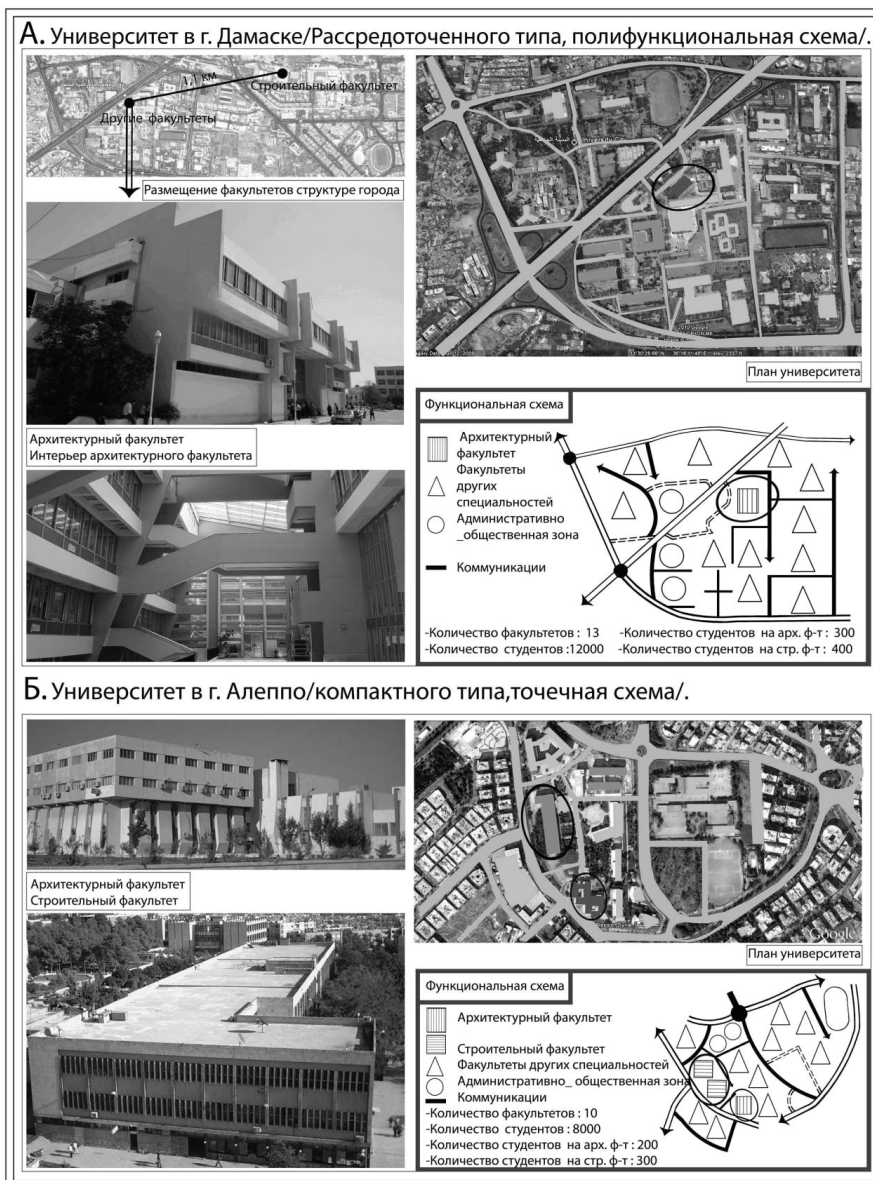 А. Университет в г. Дамаске/Рассредоточенного типа, полифункциональная схема/.
1,1 км
Строительный факультет
Другие факультеты
Размещение факультетов структуре города
Архитектурный факультет
Интерьер архитектурного факультета
План университета
Функциональная схема
Архитектурный
факультет
Факультеты
других
специальностей
Административно
_общественная зона
Коммуникации
-Количество факультетов : 13
-Количество студентов на арх. ф-т : 300
-Количество студентов :12000
-Количество студентов на стр. ф-т : 400
Б. Университет в г. Алеппо/компактного типа,точечная схема/.
Архитектурный факультет
Строительный факультет
Google
План университета
Функциональная схема
Архитектурный факультет
Строительный факультет
Факультеты других специальностей
Административно_ общественная зона
Коммуникации
-Количество факультетов : 10
-Количество студентов : 8000
-Количество студентов на арх. ф-т : 200
-Количество студентов на стр. ф-т : 300